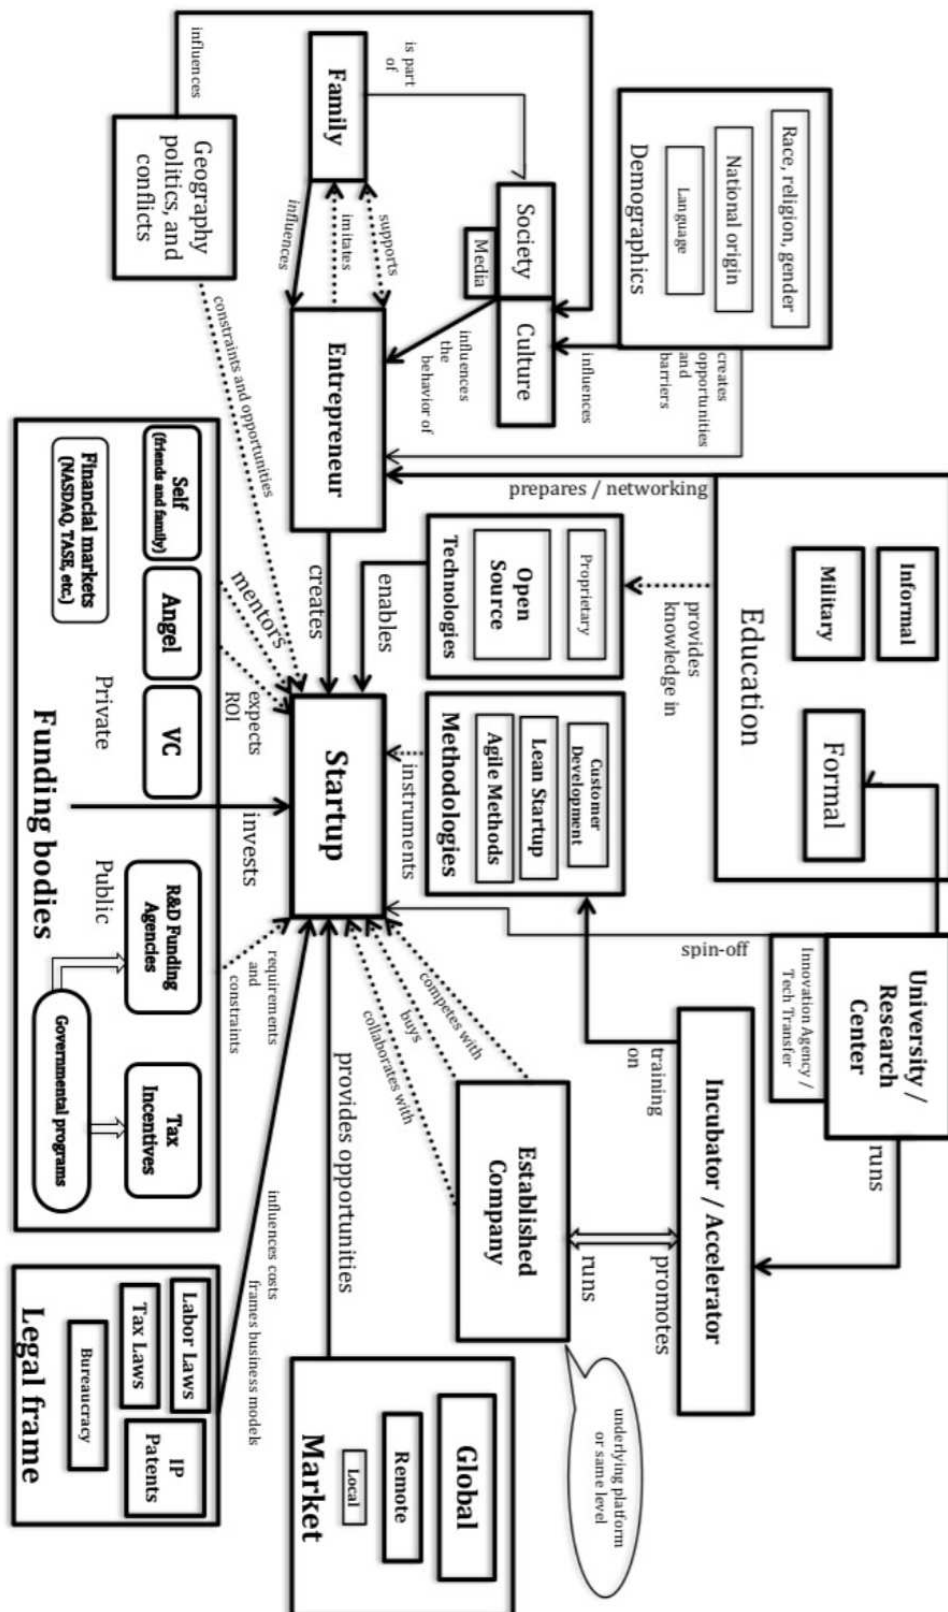 Race, religion, gender
National origin
Language
Demographics
creates
opportunities
and
barriers
influences
Society
Culture
Media
is part
of
Family
influences
imitates
supports
influences
the
behavior of
Entrepreneur
influences
Geography
politics, and
conflicts
constraints and opportunities
Informal
Military
Formal
Education
prepares / networking
provides
knowledge in
Proprietary
Open
Source
Technologies
enables
creates
Customer
Development
Lean Startup
Agile Methods
Methodologies
instruments
Startup
University /
Research
Center
Innovation Agency /
Tech Transfer
spin-off
runs
Incubator / Accelerator
training
on
promotes
runs
Established
Company
underlying platform
or same level
competes with
buys
collaborates with
provides opportunities
Global
Remote
Local
Market
mentors
expects
ROI
invests
requirements
and
constraints
influences costs
frames business models
Self
(friends and family)
Angel
VC
Financial markets
(NASDAQ, TASE, etc.)
Private
Public
R&D Funding
Agencies
Tax
Incentives
Governmental programs
Funding bodies
Labor Laws
Tax Laws
IP
Patents
Bureaucracy
Legal frame